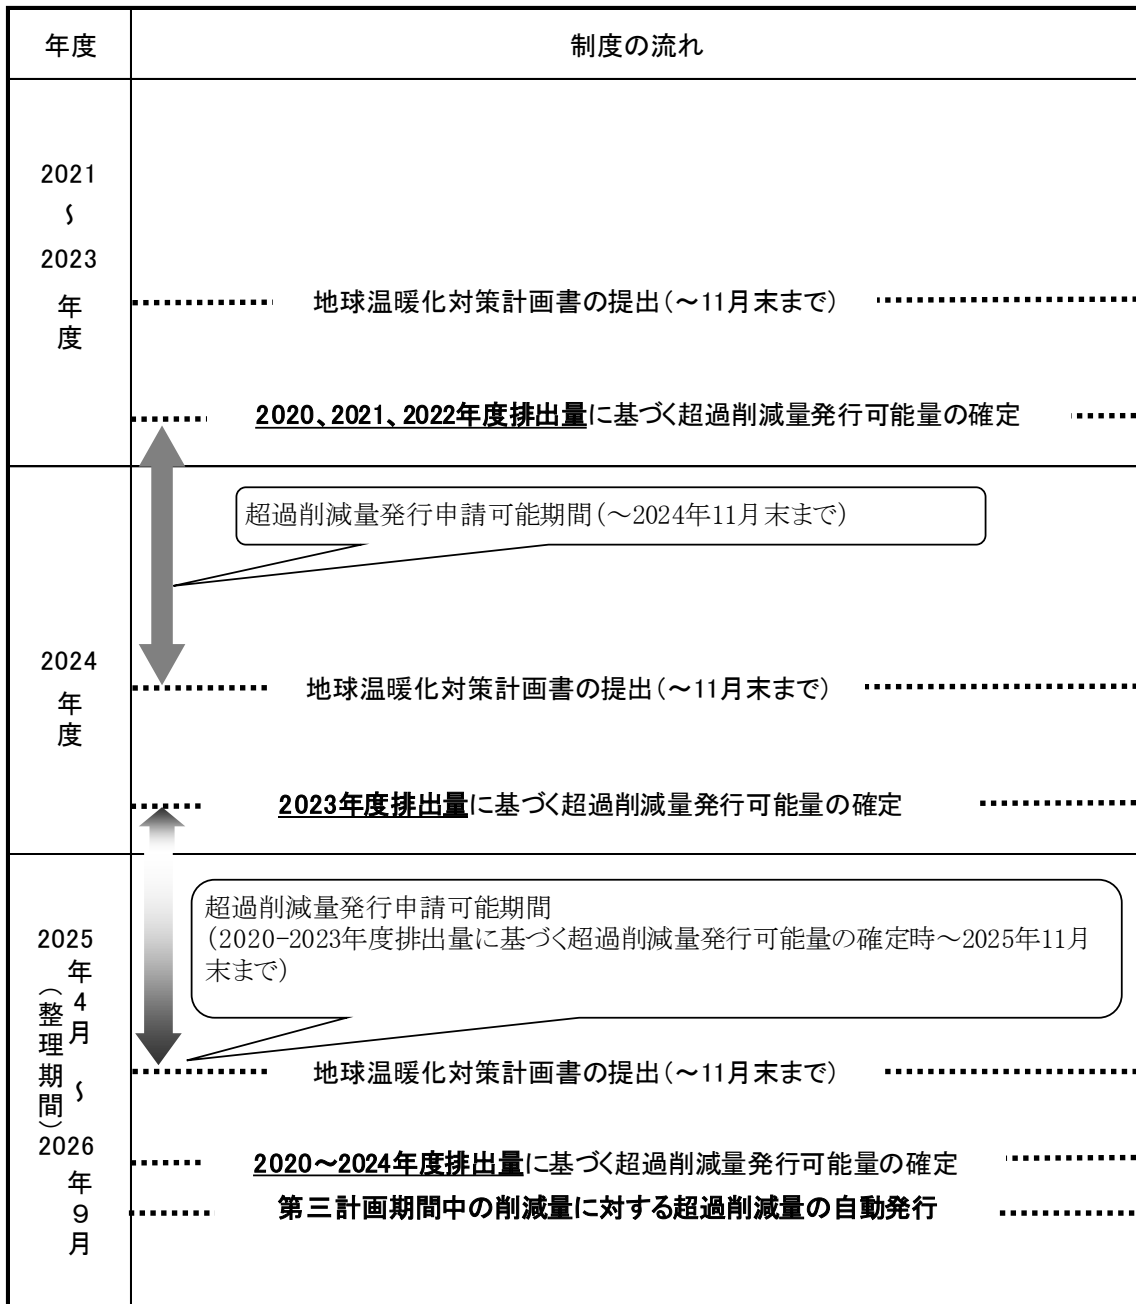 年度
制度の流れ
2021
～
2023
年度
地球温暖化対策計画書の提出（～11月末まで）
2020、2021、2022年度排出量に基づく超過削減量発行可能量の確定
超過削減量発行申請可能期間（～2024年11月末まで）
2024
年度
地球温暖化対策計画書の提出（～11月末まで）
2023年度排出量に基づく超過削減量発行可能量の確定
2025
年4月～
2026
年9月
（整理期間）
超過削減量発行申請可能期間
（2020-2023年度排出量に基づく超過削減量発行可能量の確定時～2025年11月
末まで）
地球温暖化対策計画書の提出（～11月末まで）
2020～2024年度排出量に基づく超過削減量発行可能量の確定
第三計画期間中の削減量に対する超過削減量の自動発行